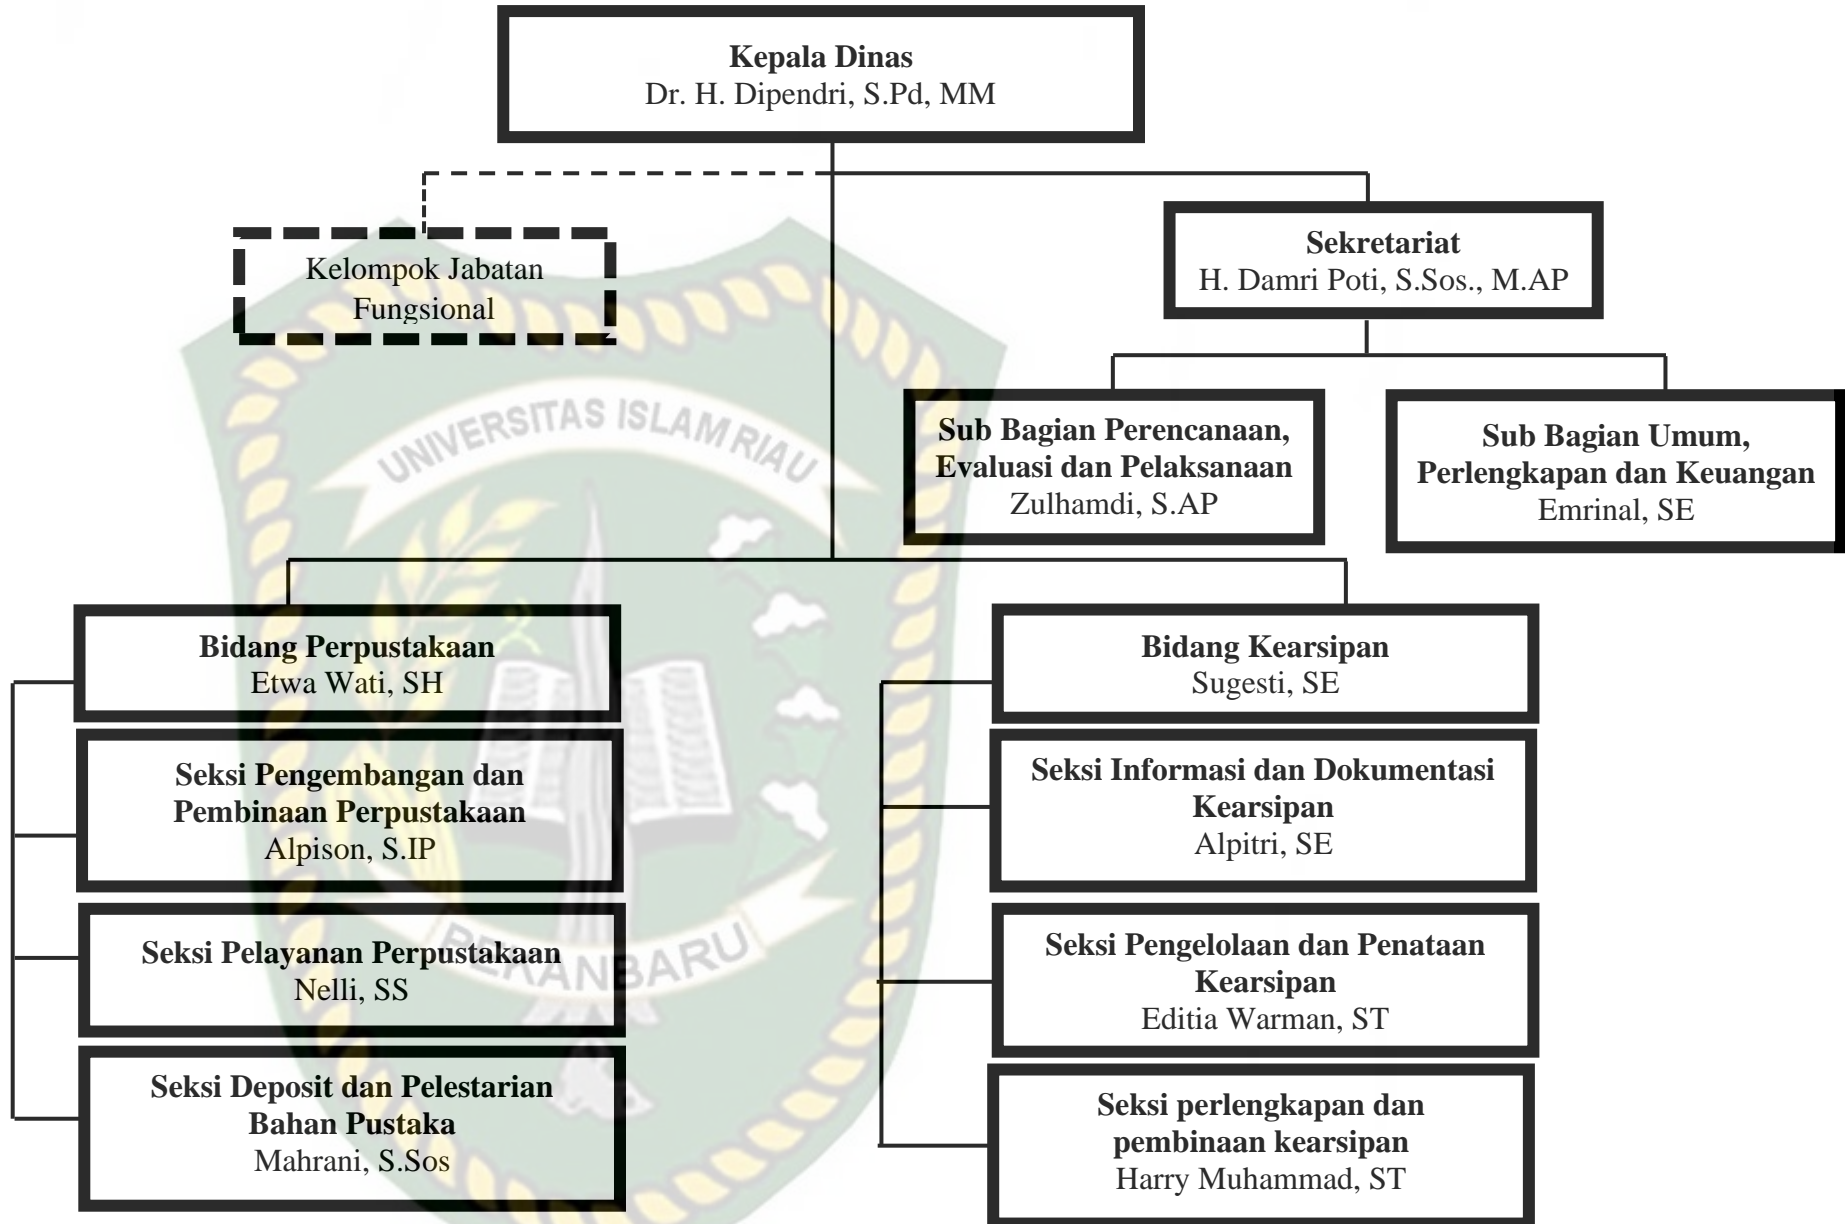 Kepala Dinas
Dr. H. Dipendri, S.Pd, MM
Kelompok Jabatan
Fungsional
Sekretariat
H. Damri Poti, S.Sos., M.AP
Sub Bagian Perencanaan,
Evaluasi dan Pelaksanaan
Zulhamdi, S.AP
Sub Bagian Umum,
Perlengkapan dan Keuangan
Emrinal, SE
UNIVERSITAS ISLAM RIAU
Bidang Perpustakaan
Etwa Wati, SH
Seksi Pengembangan dan
Pembinaan Perpustakaan
Alpison, S.IP
Seksi Pelayanan Perpustakaan
Nelli, SS
Seksi Deposit dan Pelestarian
Bahan Pustaka
Mahrani, S.Sos
PEKANBARU
Bidang Kearsipan
Sugesti, SE
Seksi Informasi dan Dokumentasi
Kearsipan
Alpitri, SE
Seksi Pengelolaan dan Penataan
Kearsipan
Editia Warman, ST
Seksi perlengkapan dan
pembinaan kearsipan
Harry Muhammad, ST